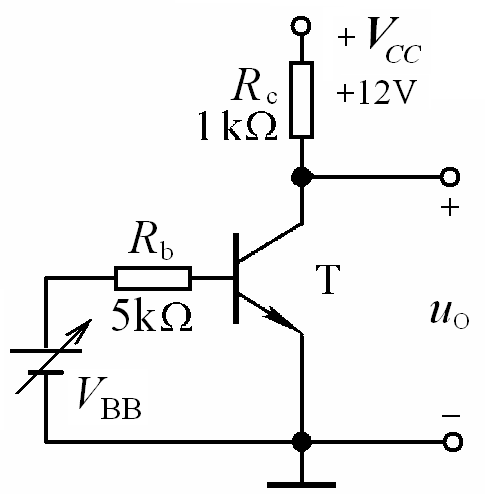 +V_CC
R_c
+12V
1kΩ
+
R_b
T
5kΩ
u_O
V_BB
−